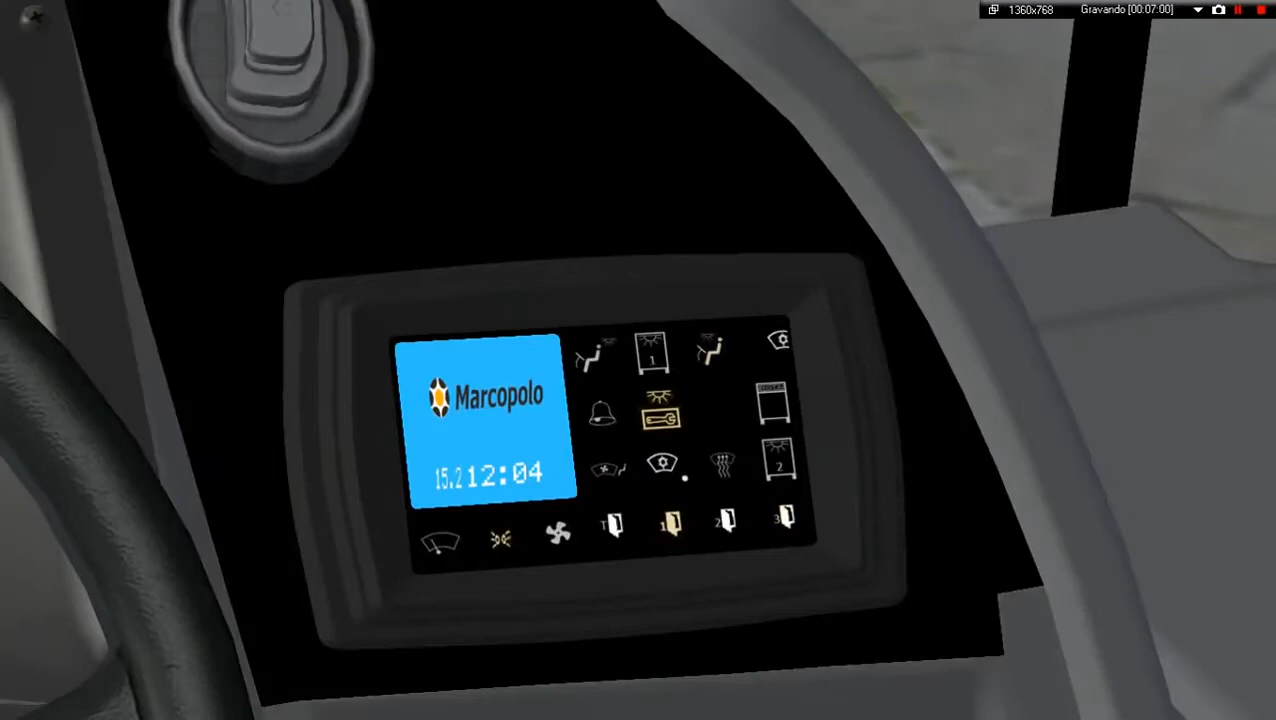 1360x768 Gravando [00:07:00]
1
Marcopolo
15.2 12:04
2
T 1 2 3